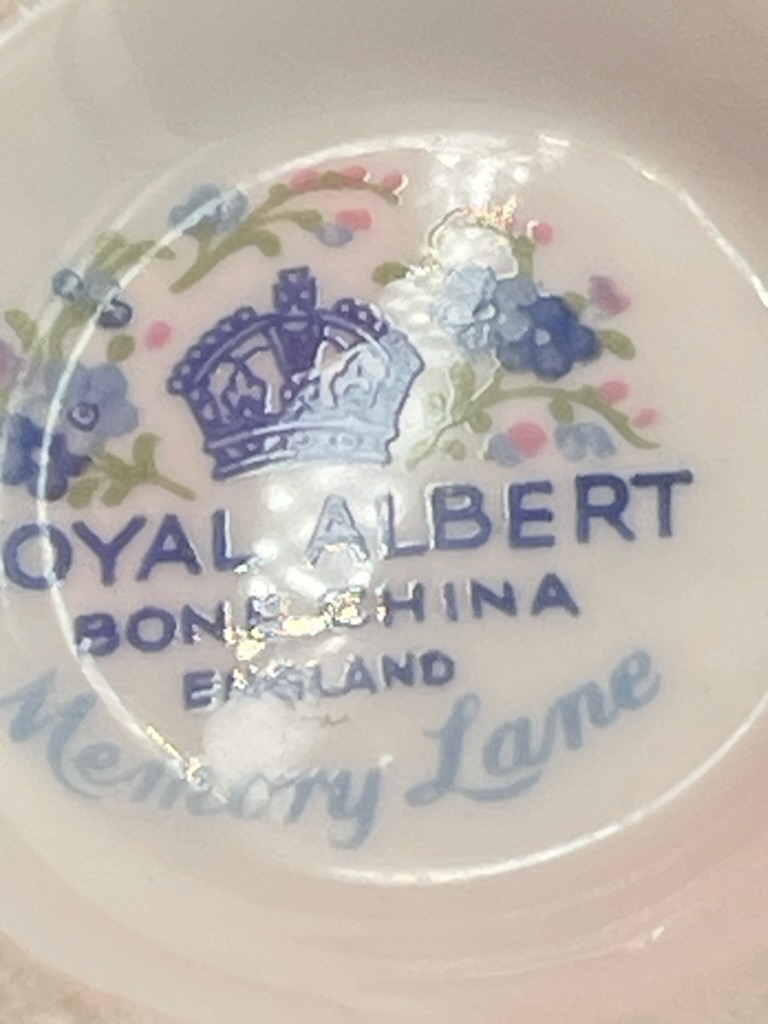 OYAL ALBERT
BONE CHINA
ENGLAND
Memory Lane